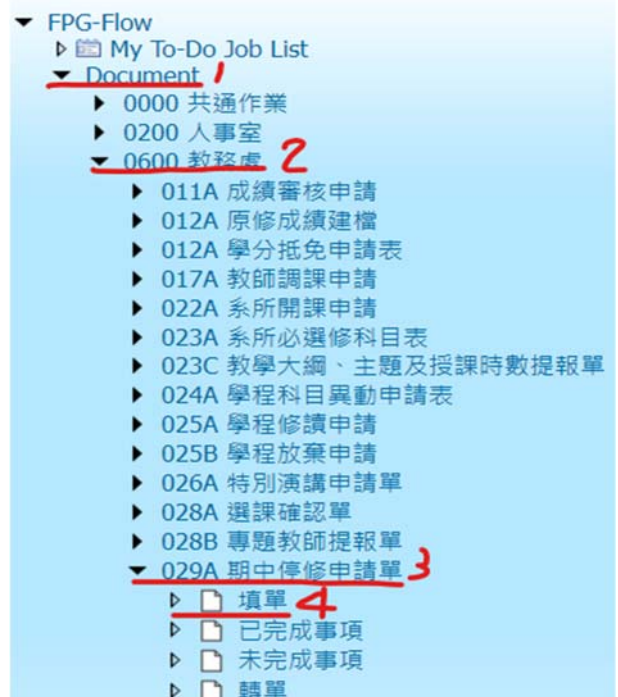 FPG-Flow
My To-Do Job List
Document 1
0000 共通作業
0200 人事室
0600 教務處 2
011A 成績審核申請
012A 原修成績建檔
012A 學分抵免申請表
017A 教師調課申請
022A 系所開課申請
023A 系所必選修科目表
023C 教學大綱、主題及授課時數提報單
024A 學程科目異動申請表
025A 學程修讀申請
025B 學程放棄申請
026A 特別演講申請單
028A 選課確認單
028B 專題教師提報單
029A 期中停修申請單 3
填單 4
已完成事項
未完成事項
轉單